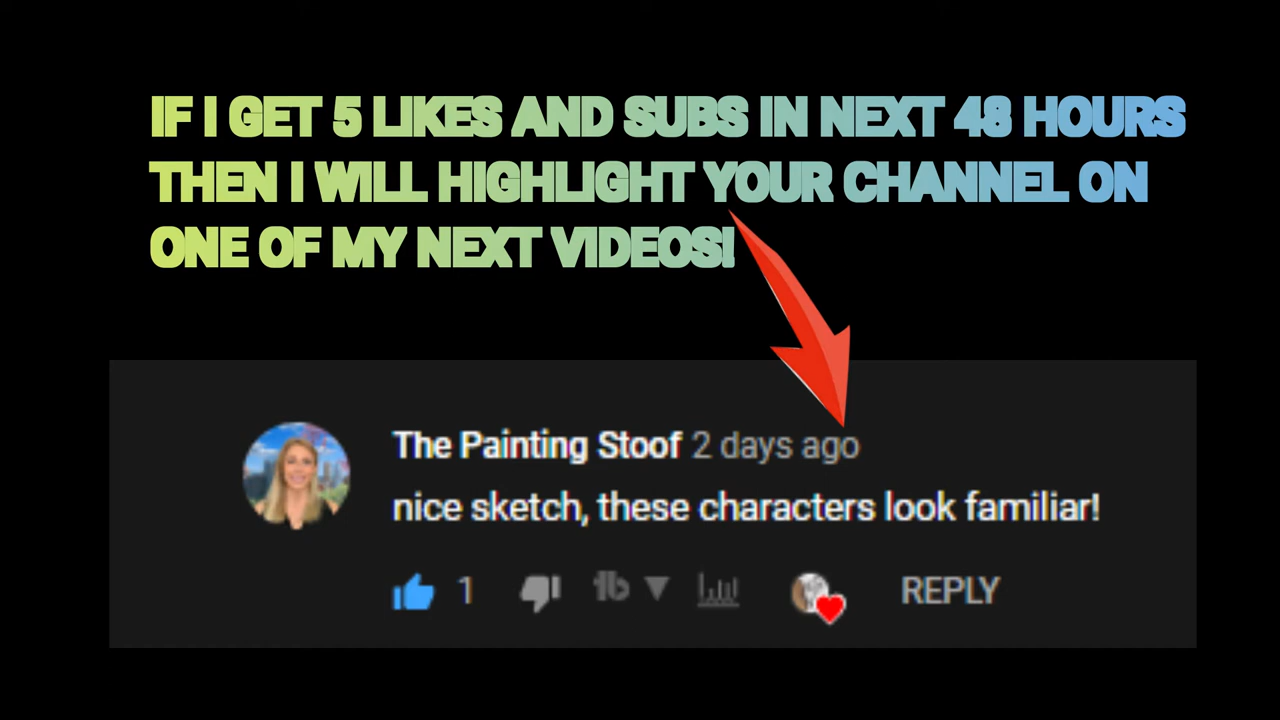 IF I GET 5 LIKES AND SUBS IN NEXT 48 HOURS
THEN I WILL HIGHLIGHT YOUR CHANNEL ON
ONE OF MY NEXT VIDEOS!
The Painting Stoof 2 days ago
nice sketch, these characters look familiar!
1 REPLY